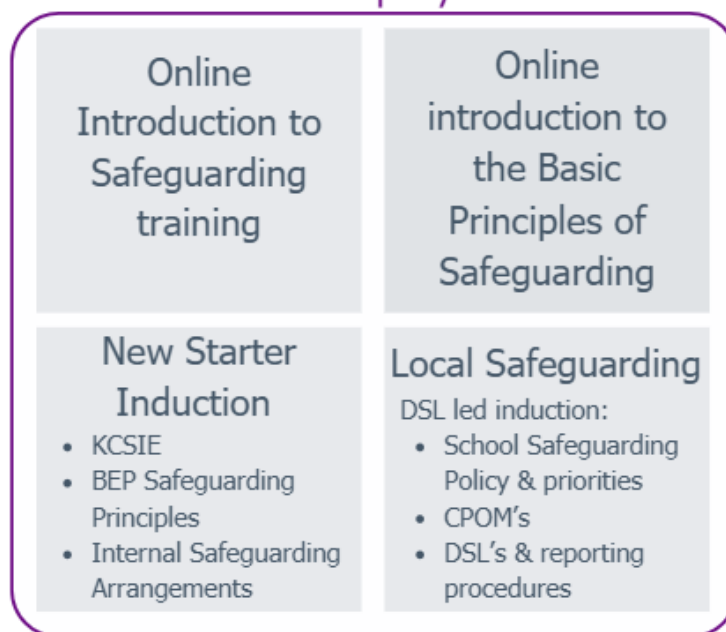 Online
Introduction to
Safeguarding
training
Online
introduction to
the Basic
Principles of
Safeguarding
New Starter
Induction
• KCSIE
• BEP Safeguarding
Principles
• Internal Safeguarding
Arrangements
Local Safeguarding
DSL led induction:
• School Safeguarding
Policy & priorities
• CPOM's
• DSL's & reporting
procedures